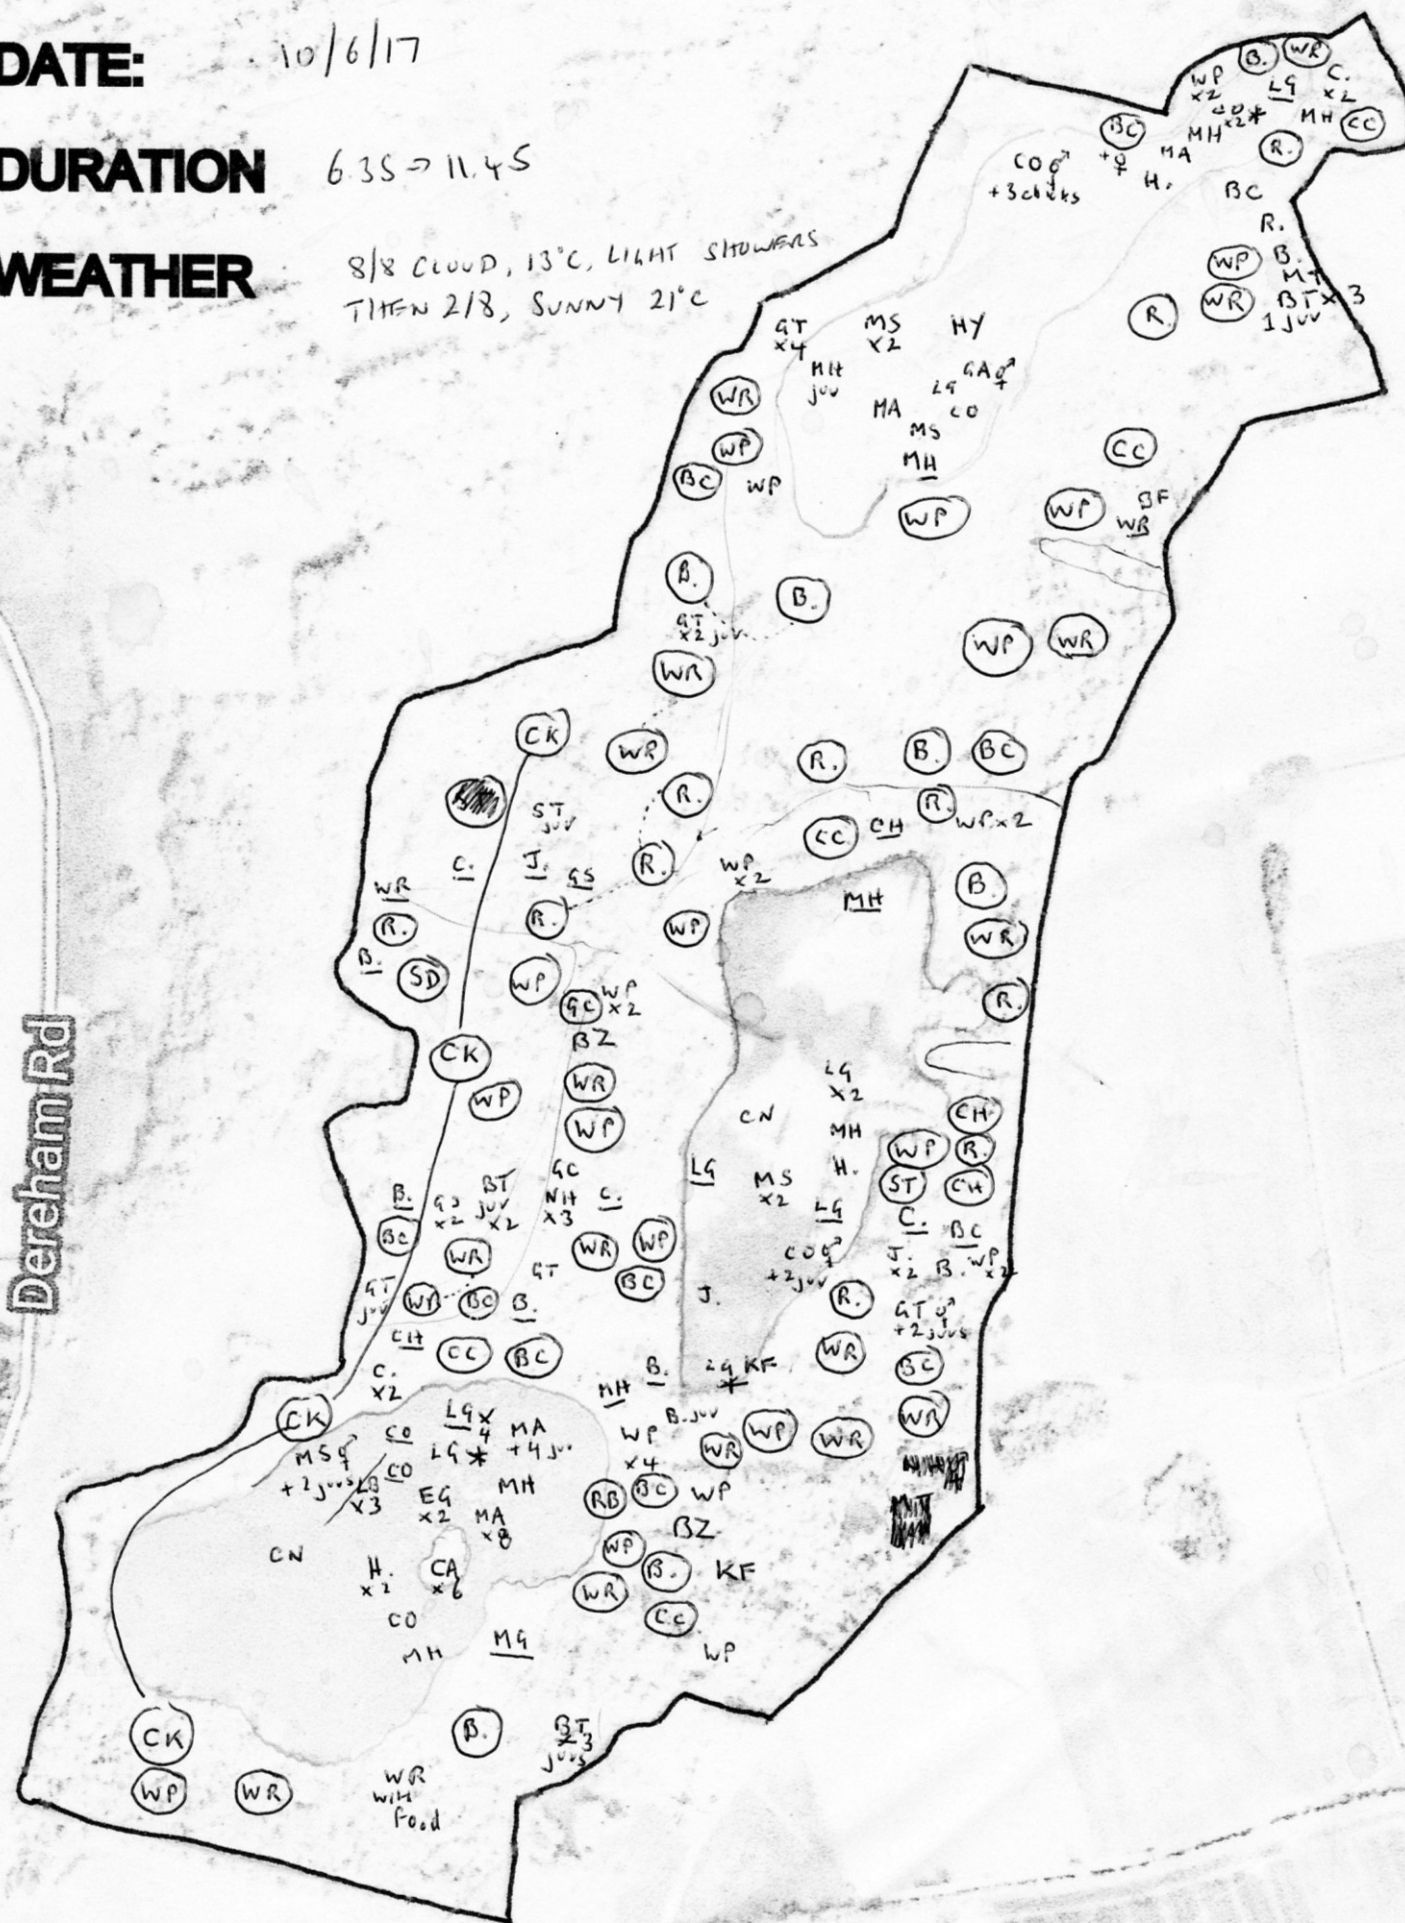 DATE: 10/6/17
DURATION 6.35 → 11.45
WEATHER 8/8 CLOUD, 13°C, LIGHT SHOWERS
THEN 2/8, SUNNY 21°C
Dereham Rd
B. WR
WP x2 LG C. x2
CO x2 * MH MH CC
BC + ♀ MA R.
CO ⚥ + 3 chicks H. BC
R.
WP B.
MT
WR BT x 3
1 juv
R.
GT x4 MS x2 HY
MH juv GA ⚥
LG
MA CO
MS
MH
WR
WP
BC WP
WP
CC
WP BF
WR
B. B.
GT x2 juv
WR
WP WR
CK WR R. B. BC
R. R. WP x2
ST juv CC CH
C. J. GS R. WP x2
WR MH B.
R. R. WP WR
B. SD WP R.
GC WP x2
BZ
CK WR LG x2
WP WP CN MH CH
WP R.
GC LG MS x2 H. ST CH
B. GS x2 BT juv x2 NH x3 C. LG C. BC
BC WR WR WP CO ⚥ + 2 juv J. x2 B. WP x2
GT juv WR BC B. GT BC J. R. GT ♂ + 2 juvs
CH CC BC WR BC
C. x2 MH B. LG * KF
CK LG x 4 MA + 4 juv B. juv WR
CO LG * WP x4 WR WP WR
MS ⚥ + 2 juvs CO
LB x3 EG x2 MH RB BC WP
MA x8 BZ
CN WP
H. x2 CA x6 B. KF
CO WR CC
MH MG WP
CK B. BT x3 juvs
WP WR WR
with
food